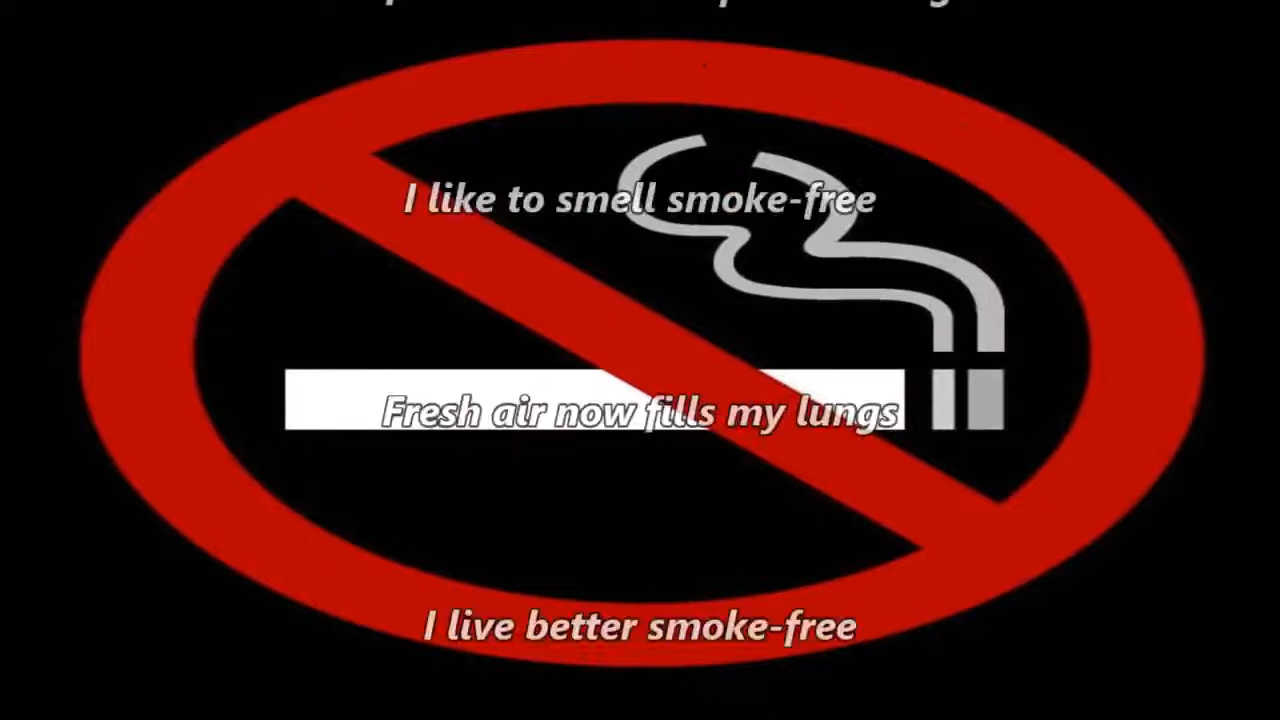 I like to smell smoke-free
Fresh air now fills my lungs
I live better smoke-free